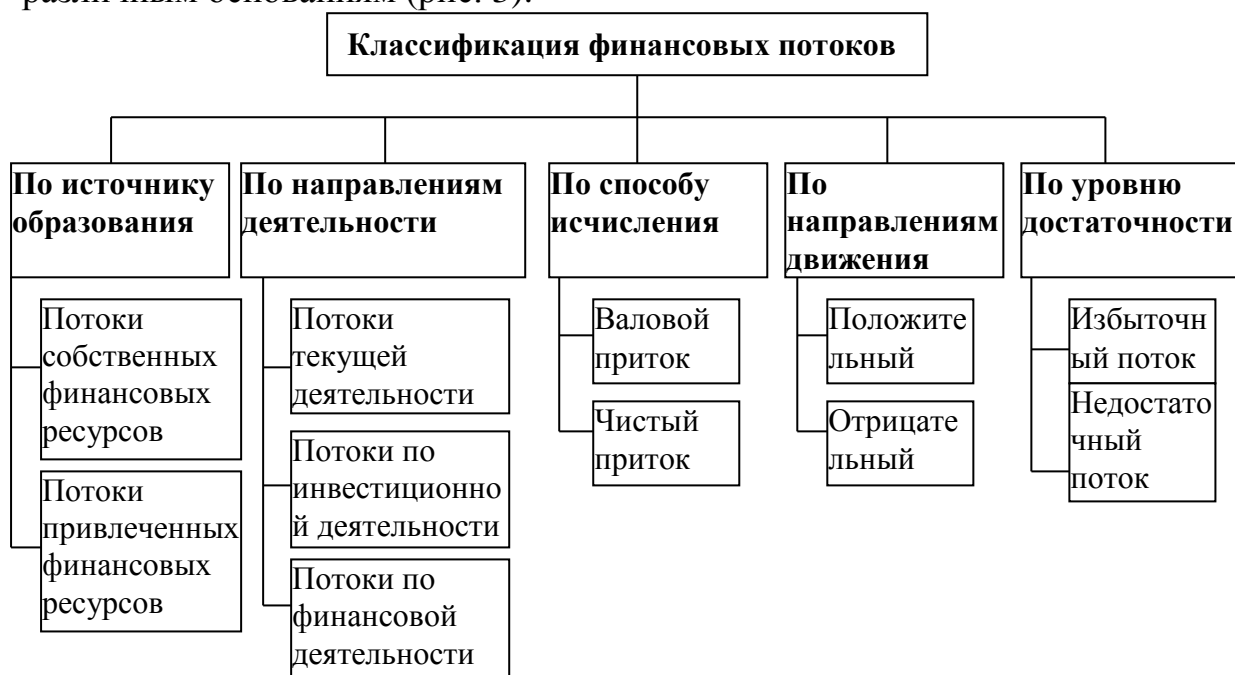 различным основаниям (рис. 3).
Классификация финансовых потоков
По источнику
образования
По направлениям
деятельности
По способу
исчисления
По
направлениям
движения
По уровню
достаточности
Потоки
собственных
финансовых
ресурсов
Потоки
привлеченных
финансовых
ресурсов
Потоки
текущей
деятельности
Потоки по
инвестиционно
й деятельности
Потоки по
финансовой
деятельности
Валовой
приток
Чистый
приток
Положите
льный
Отрицате
льный
Избыточн
ый поток
Недостато
чный
поток